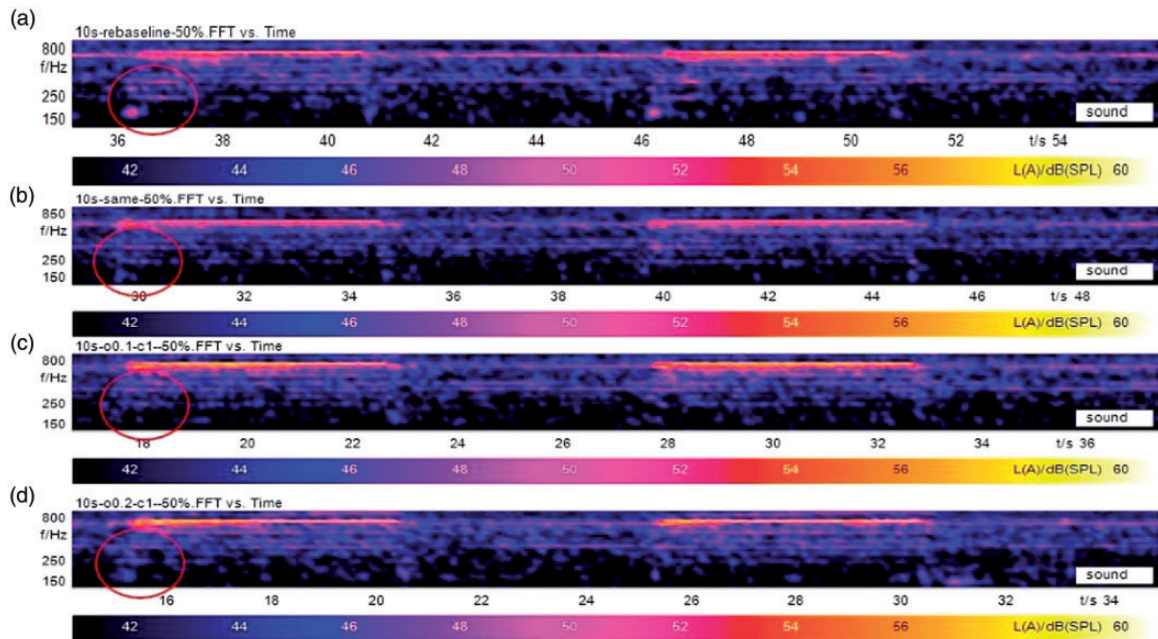 (a)
10s-rebaseline-50%.FFT vs. Time
800
f/Hz
250
150
sound
36 38 40 42 44 46 48 50 52 t/s 54
42 44 46 48 50 52 54 56 L(A)/dB(SPL) 60
(b)
10s-same-50%.FFT vs. Time
850
f/Hz
250
150
sound
30 32 34 36 38 40 42 44 46 t/s 48
42 44 46 48 50 52 54 56 L(A)/dB(SPL) 60
(c)
10s-o0.1-c1--50%.FFT vs. Time
800
f/Hz
250
150
sound
18 20 22 24 26 28 30 32 34 t/s 36
42 44 46 48 50 52 54 56 L(A)/dB(SPL) 60
(d)
10s-o0.2-c1--50%.FFT vs. Time
800
f/Hz
250
150
sound
16 18 20 22 24 26 28 30 32 t/s 34
42 44 46 48 50 52 54 56 L(A)/dB(SPL) 60